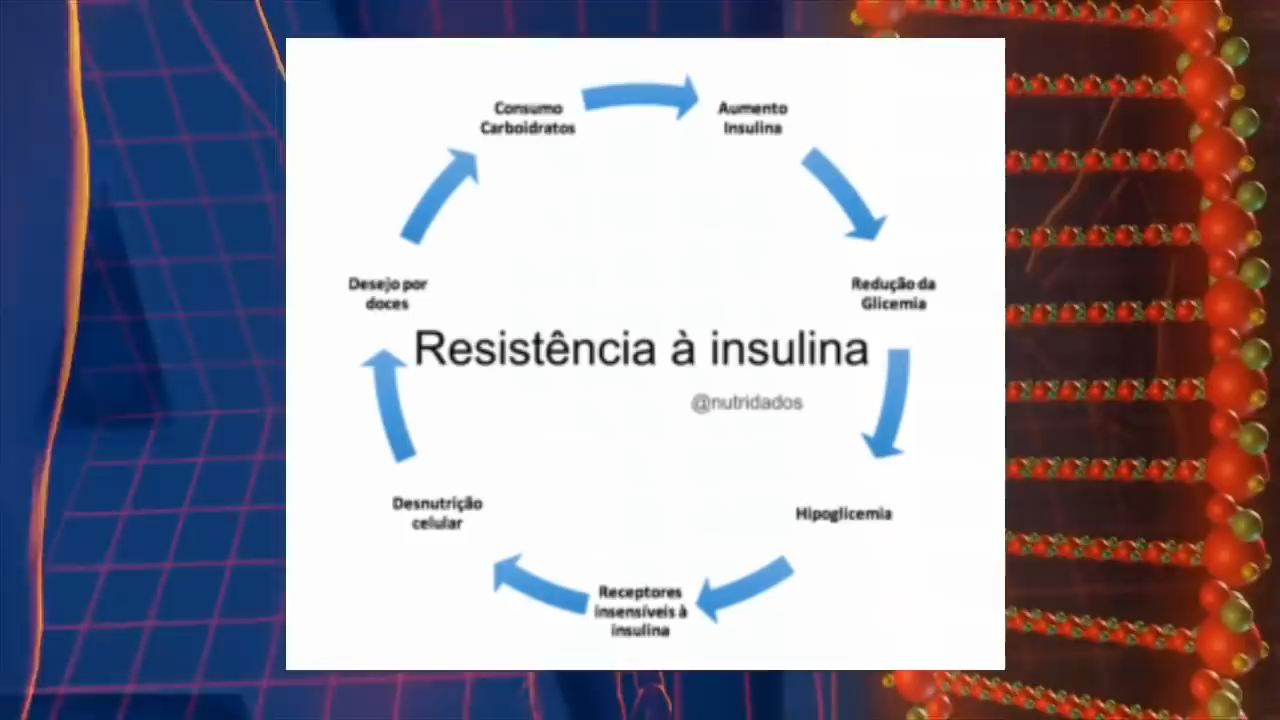 Consumo
Carboidratos
Aumento
Insulina
Redução da
Glicemia
Hipoglicemia
Receptores
insensíveis à
insulina
Desnutrição
celular
Desejo por
doces
Resistência à insulina
@nutridados